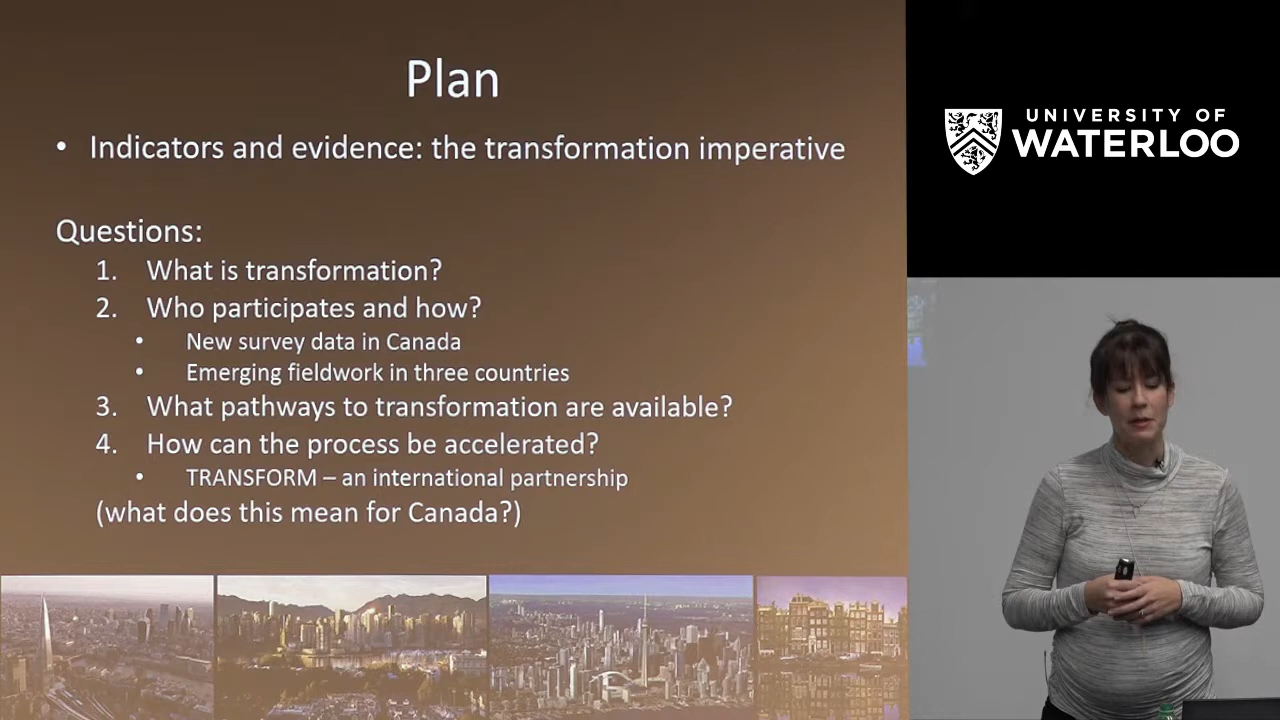 Plan
• Indicators and evidence: the transformation imperative
Questions:
1. What is transformation?
2. Who participates and how?
• New survey data in Canada
• Emerging fieldwork in three countries
3. What pathways to transformation are available?
4. How can the process be accelerated?
• TRANSFORM – an international partnership
(what does this mean for Canada?)
UNIVERSITY OF
WATERLOO